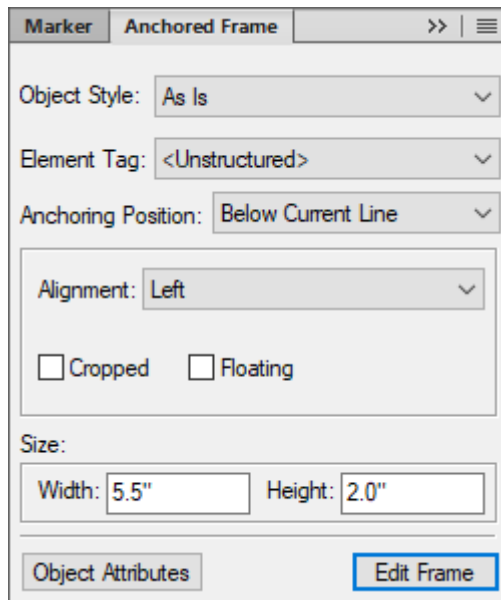 Marker Anchored Frame
Object Style: As Is
Element Tag: <Unstructured>
Anchoring Position: Below Current Line
Alignment: Left
Cropped Floating
Size:
Width: 5.5" Height: 2.0"
Object Attributes Edit Frame